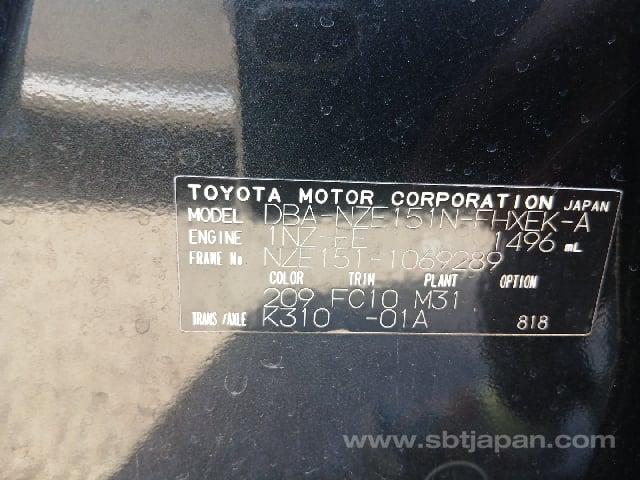 TOYOTA MOTOR CORPORATION JAPAN
MODEL DBA-NZE151N-FHXEK-A
ENGINE 1NZ-FE 1496 mL
FRAME No NZE151-1069289
COLOR TRIM PLANT OPTION
209 FC10 M31
TRANS/AXLE K310 -01A 818
www.sbtjapan.com